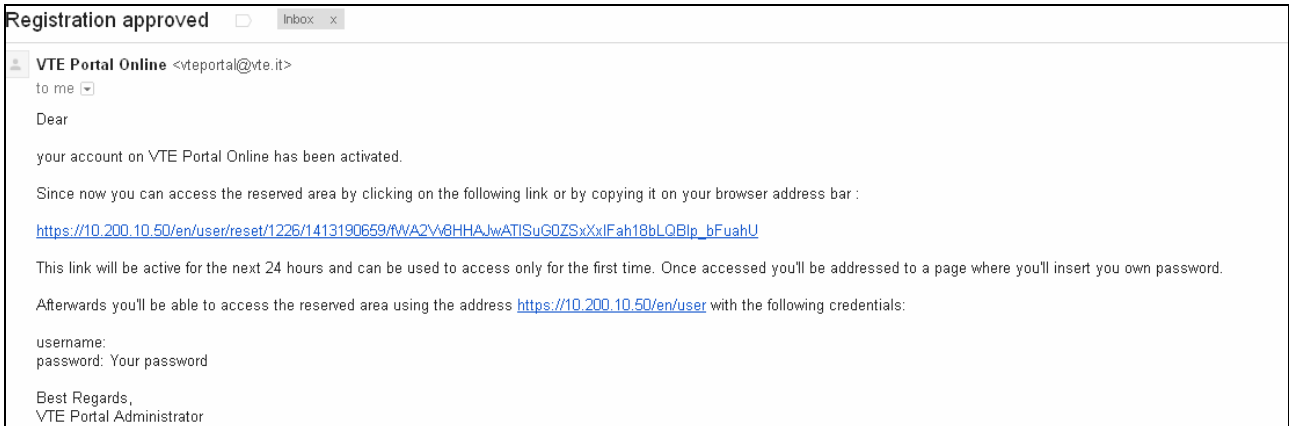 Registration approved
Inbox x
VTE Portal Online <vteportal@vte.it>
to me
Dear
your account on VTE Portal Online has been activated.
Since now you can access the reserved area by clicking on the following link or by copying it on your browser address bar :
https://10.200.10.50/en/user/reset/1226/1413190659/fWA2Vv8HHAJwATlSuG0ZSxXxIFah18bLQBlp_bFuahU
This link will be active for the next 24 hours and can be used to access only for the first time. Once accessed you'll be addressed to a page where you'll insert you own password.
Afterwards you'll be able to access the reserved area using the address https://10.200.10.50/en/user with the following credentials:
username:
password: Your password
Best Regards,
VTE Portal Administrator